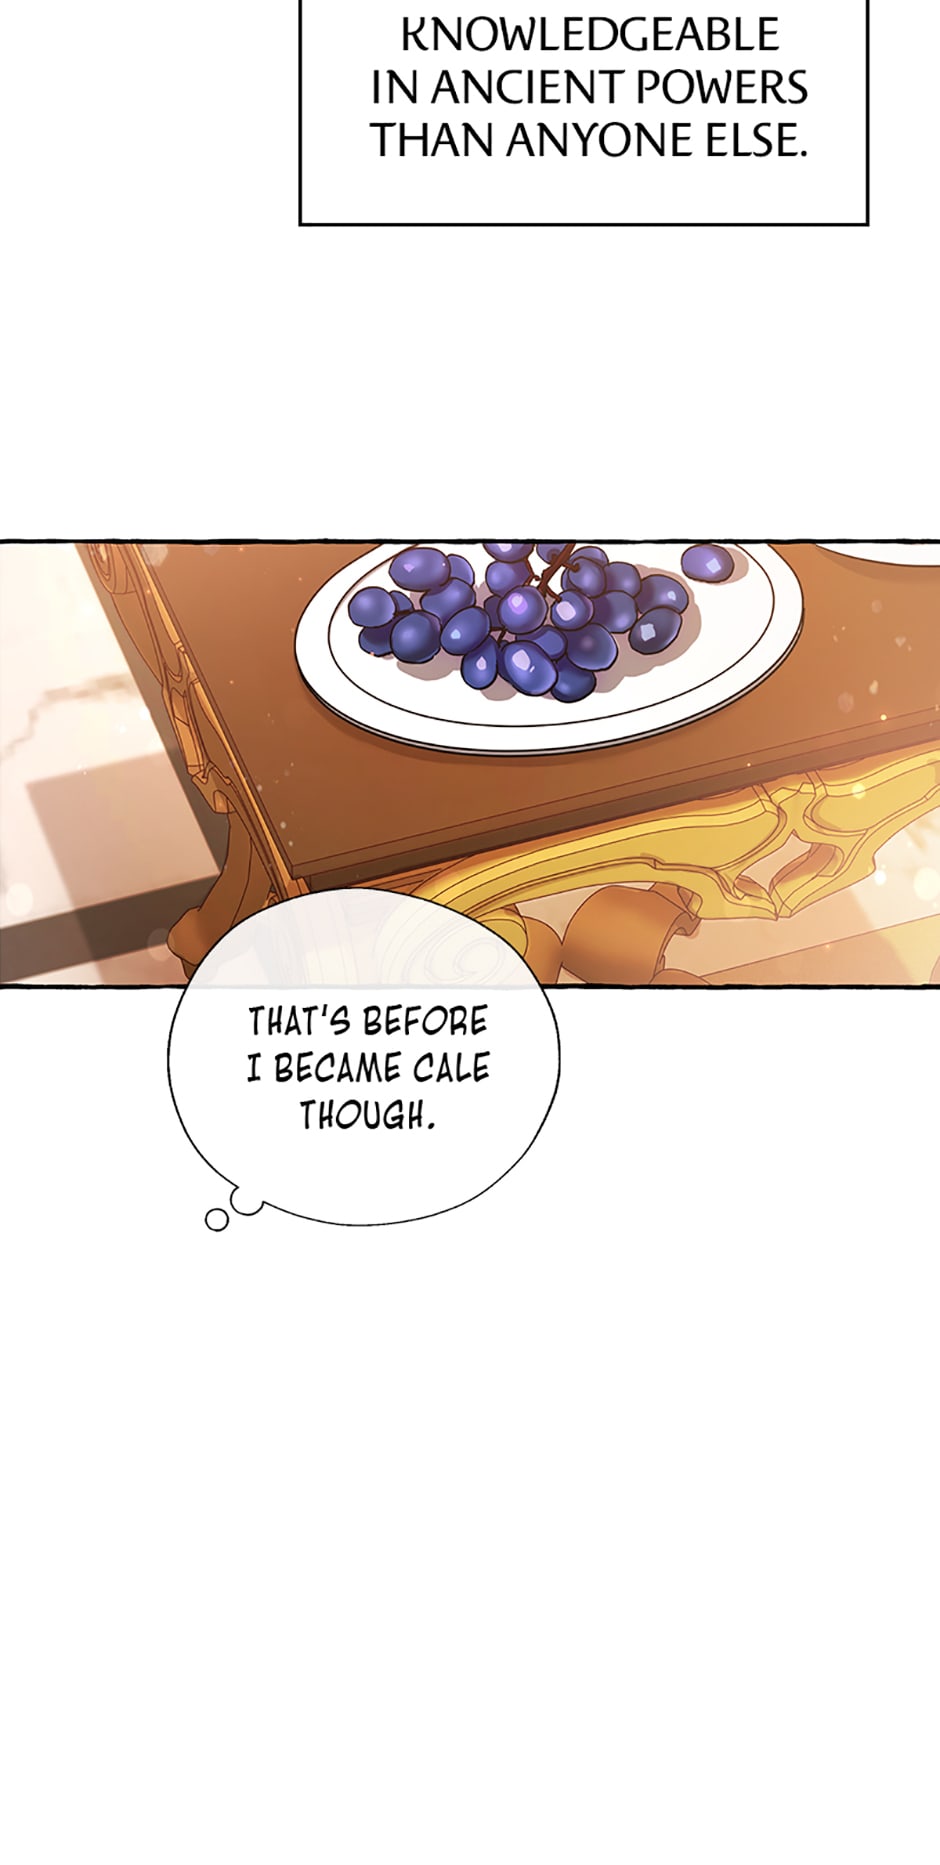 KNOWLEDGEABLE
IN ANCIENT POWERS
THAN ANYONE ELSE.
THAT'S BEFORE
I BECAME CALE
THOUGH.